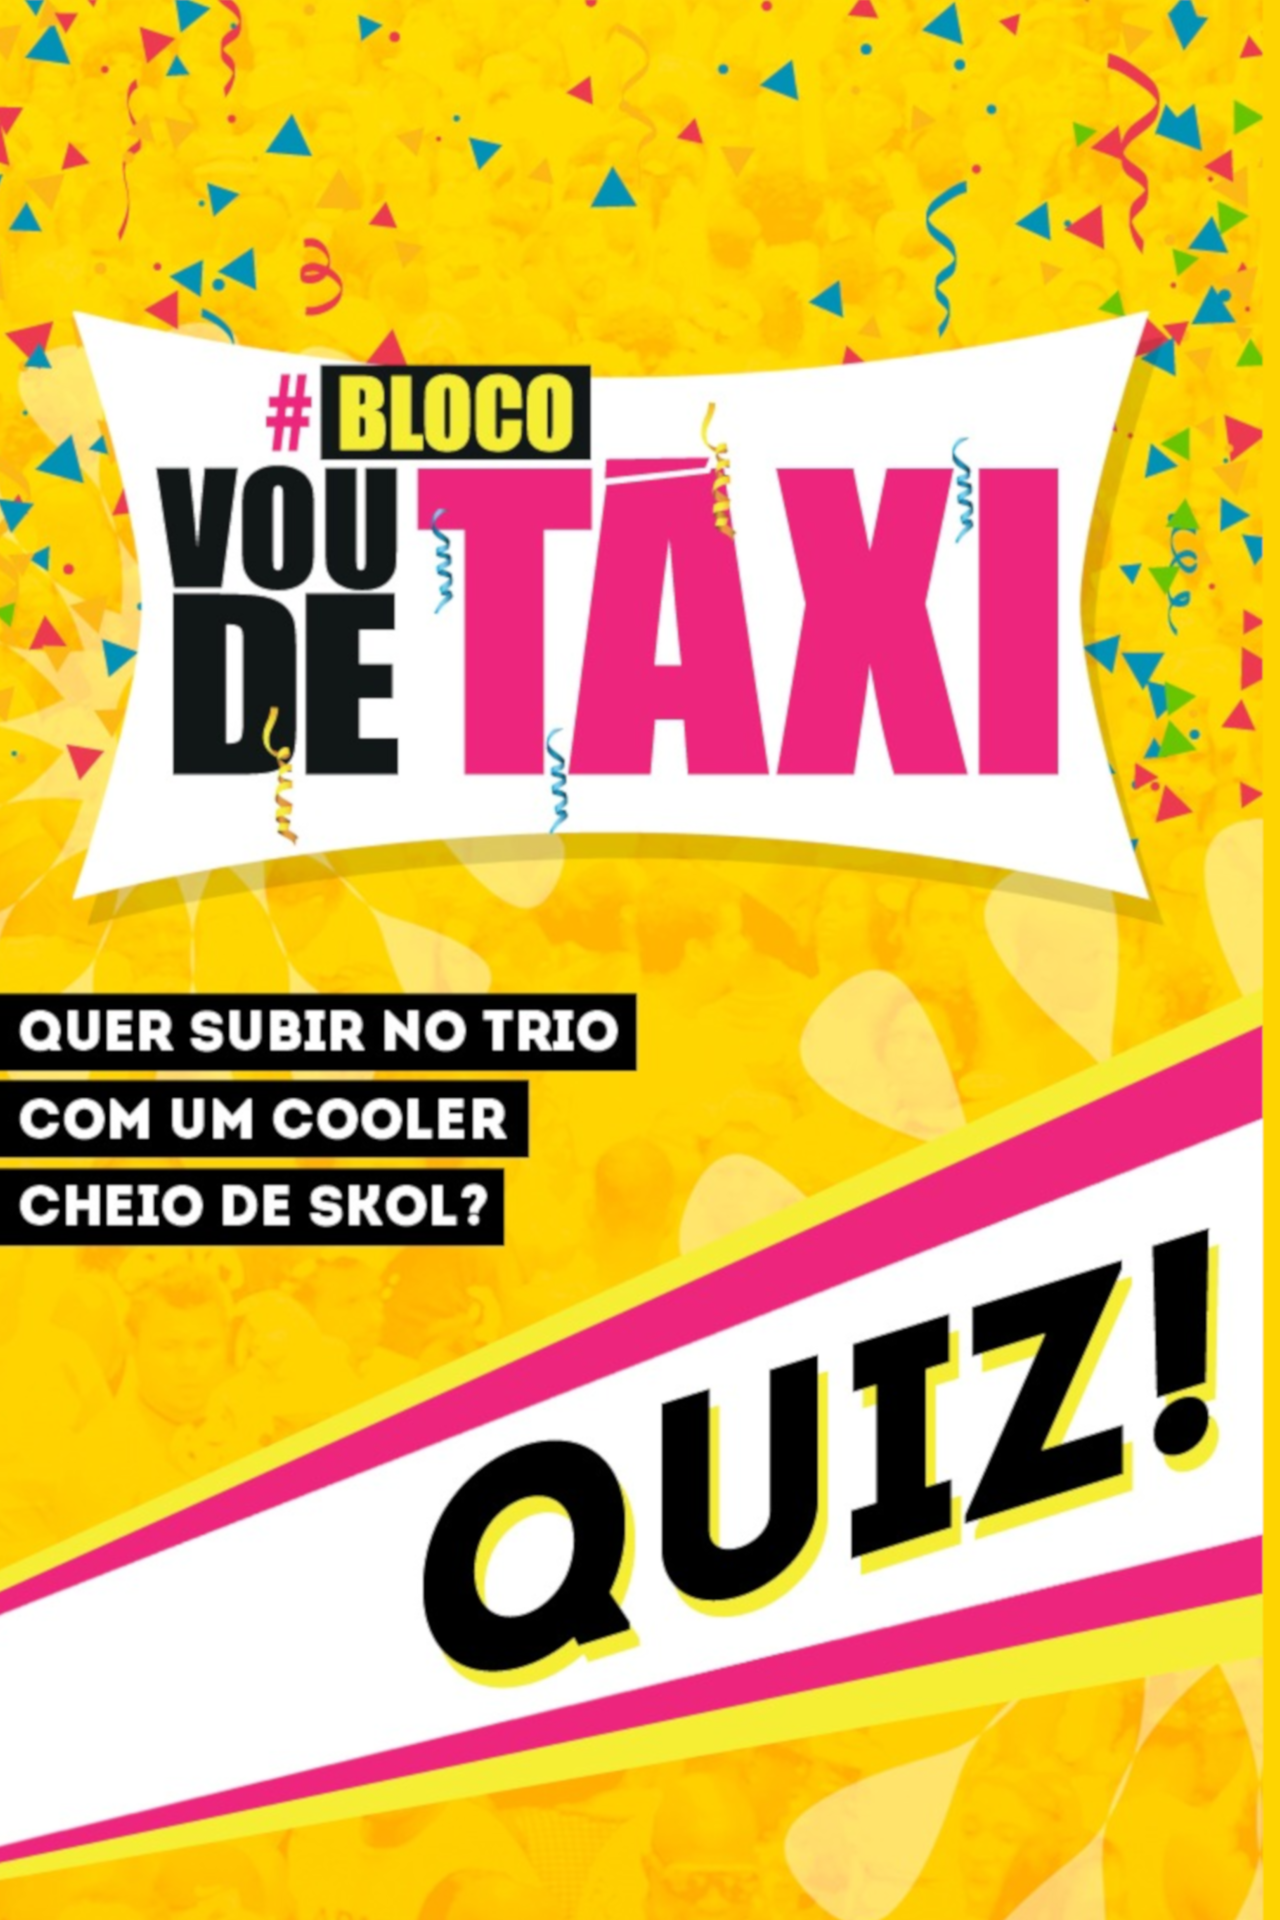 #BLOCO
VOU
DE TÁXI
QUER SUBIR NO TRIO
COM UM COOLER
CHEIO DE SKOL?
QUIZ!